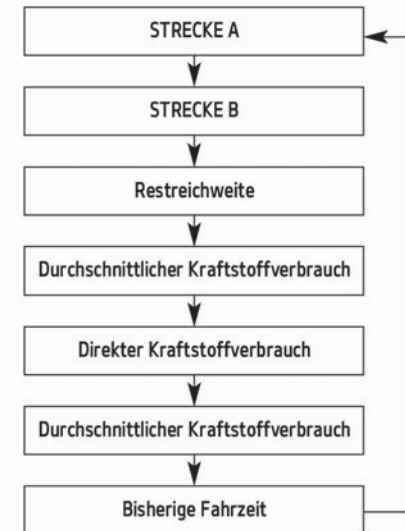 STRECKE A
STRECKE B
Restreichweite
Durchschnittlicher Kraftstoffverbrauch
Direkter Kraftstoffverbrauch
Durchschnittlicher Kraftstoffverbrauch
Bisherige Fahrzeit